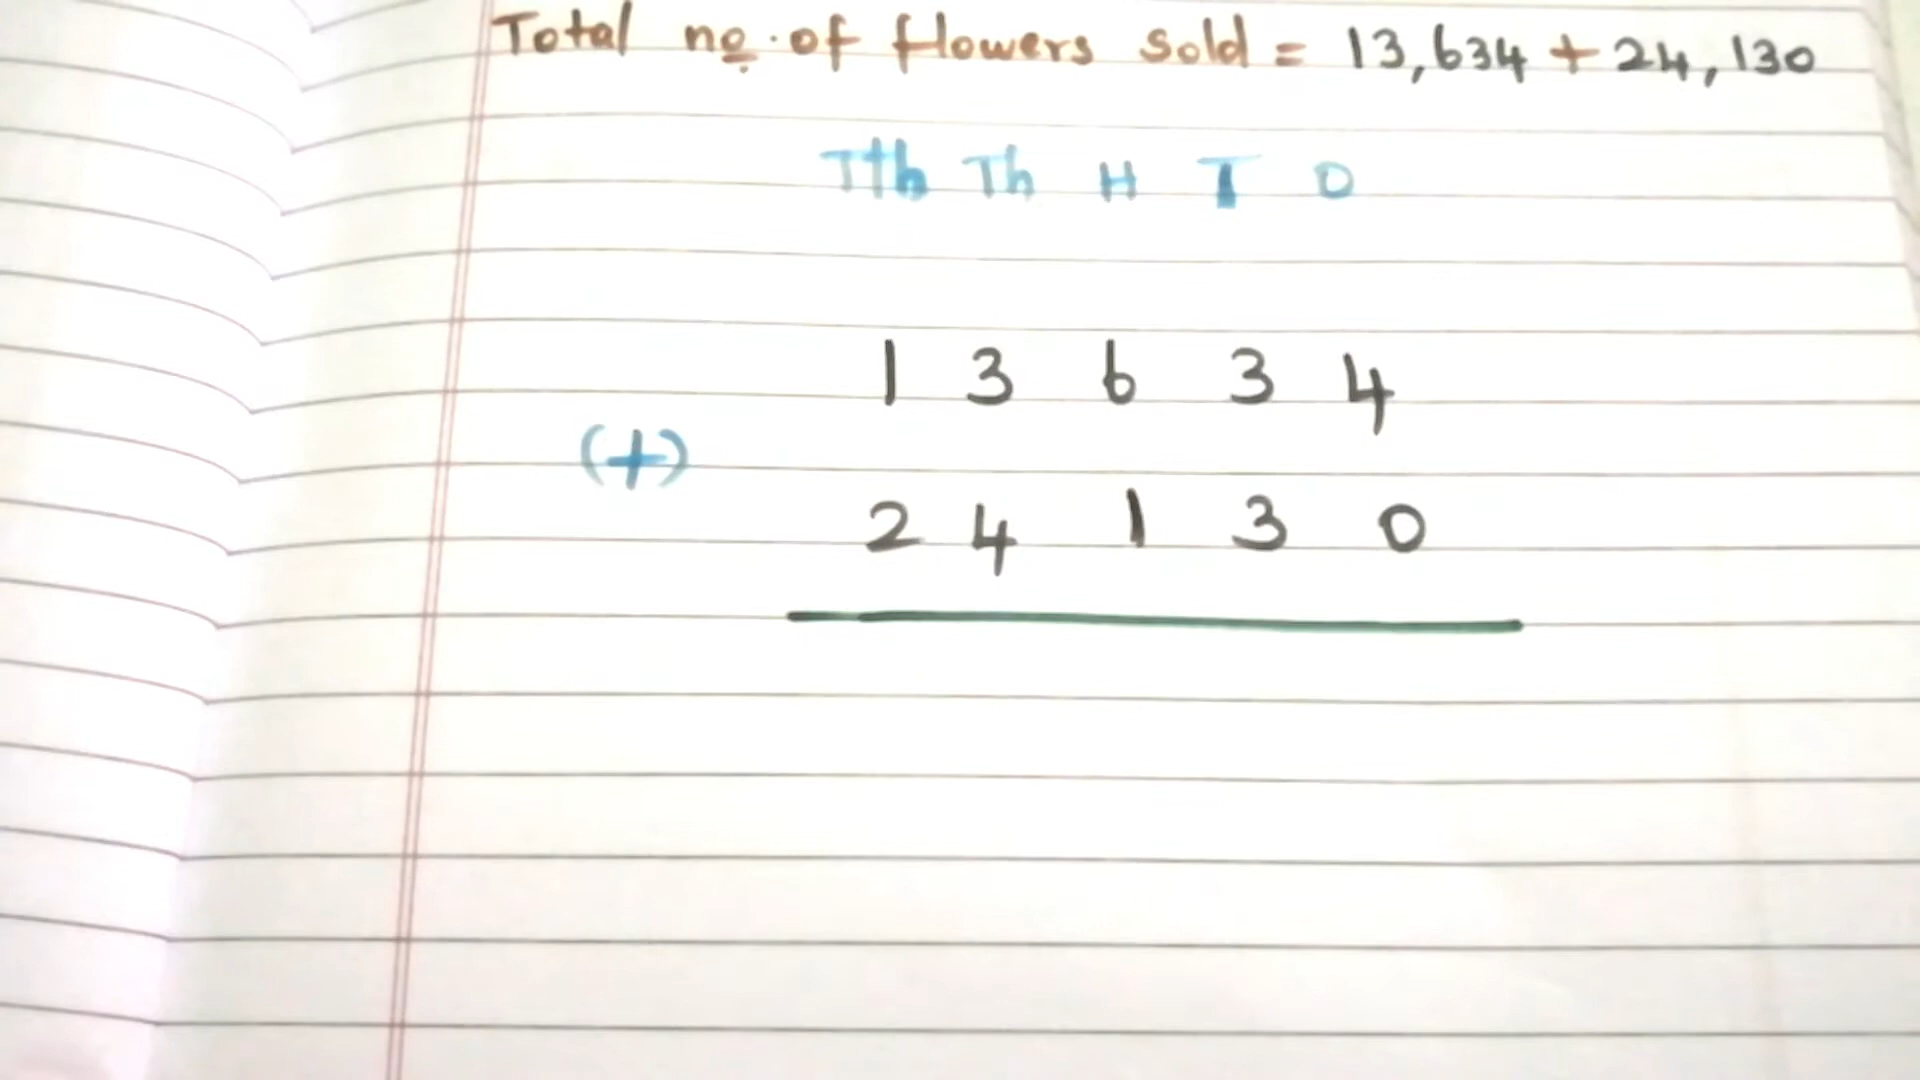 Total no. of flowers sold = 13,634 + 24,130
Tth Th H T O
1 3 6 3 4
(+)
2 4 1 3 0